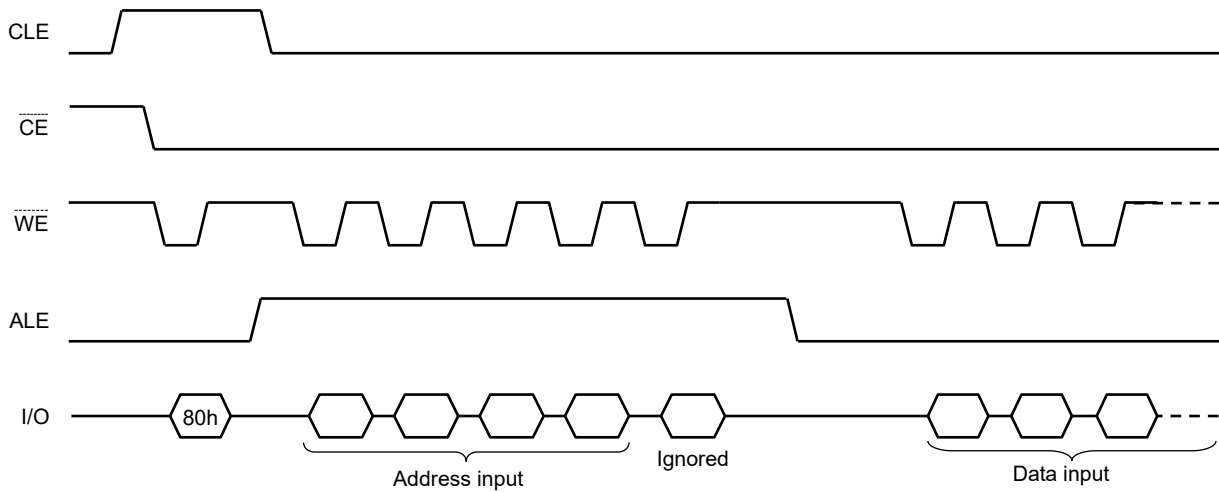 CLE
CE
WE
ALE
I/O
80h
Address input
Ignored
Data input